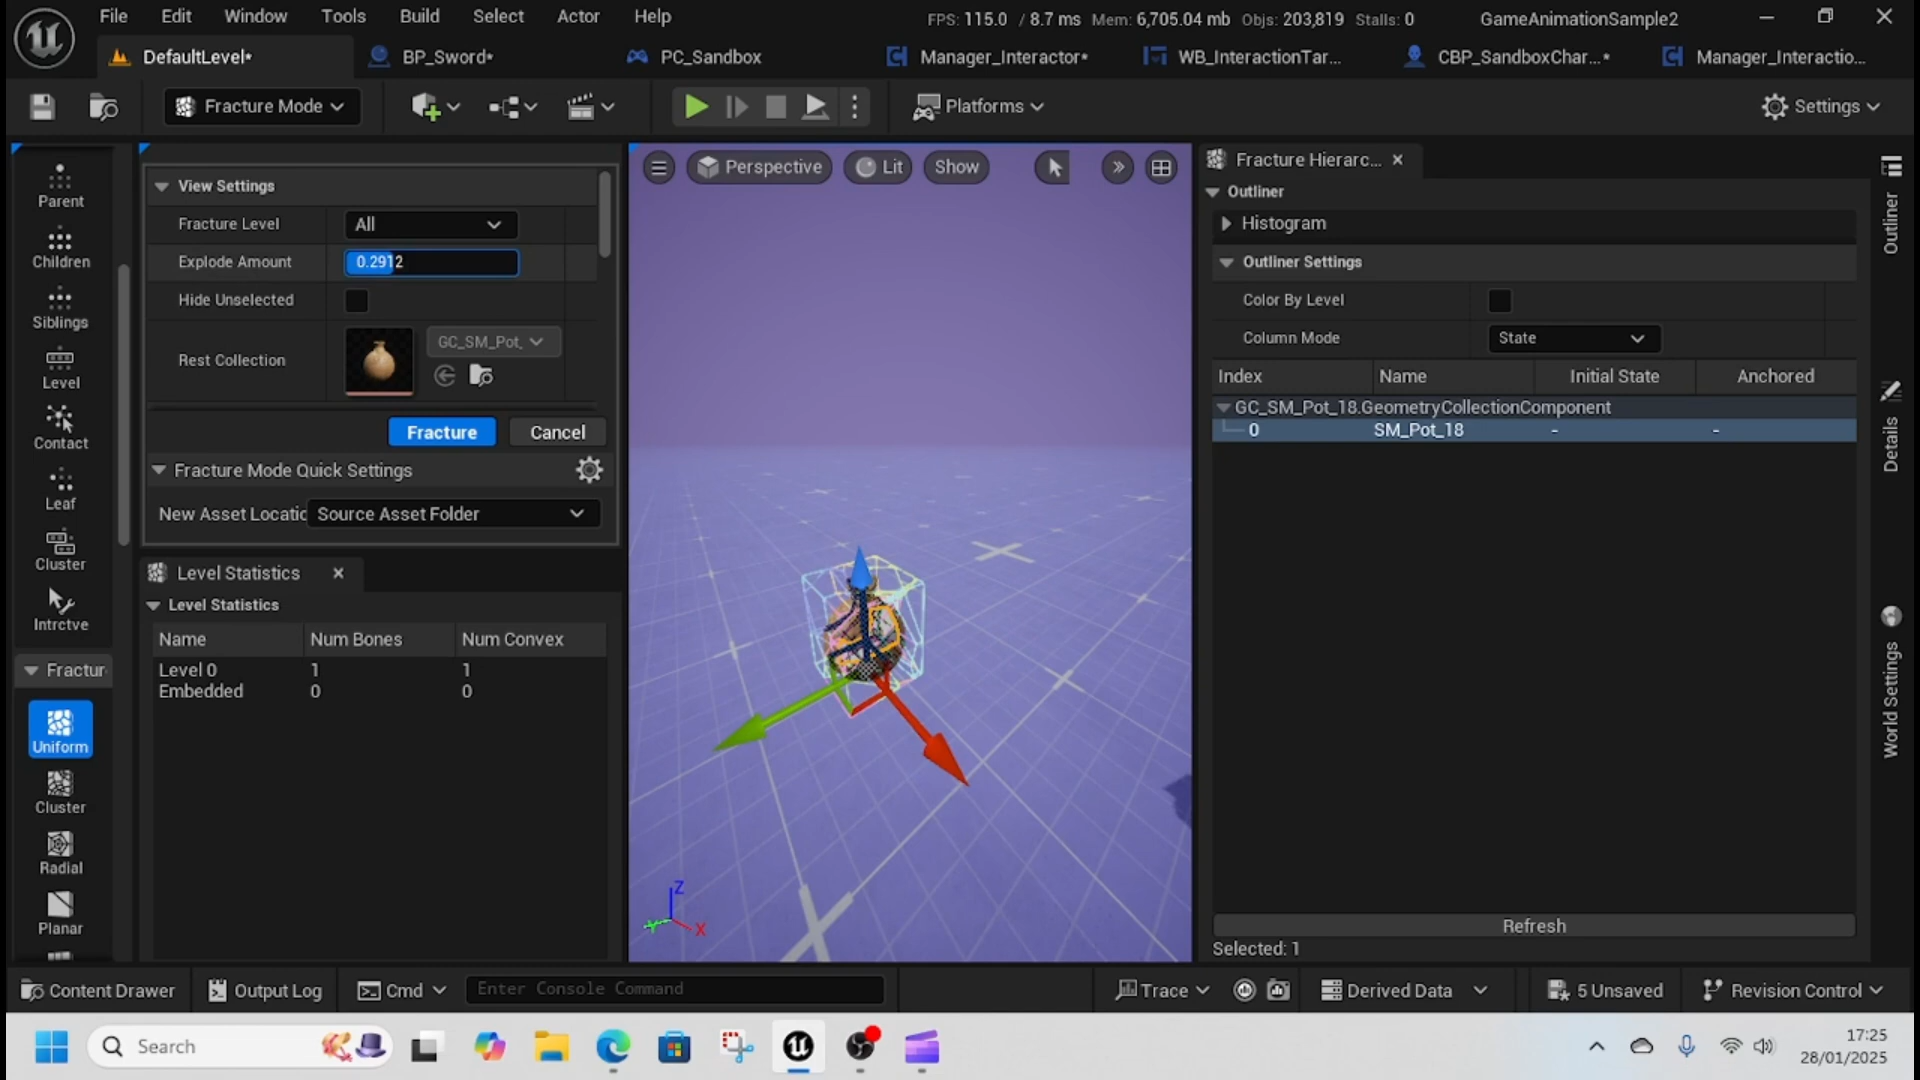 File Edit Window Tools Build Select Actor Help
FPS: 115.0 / 8.7 ms Mem: 6,705.04 mb Objs: 203,819 Stalls: 0
GameAnimationSample2
DefaultLevel*
BP_Sword*
PC_Sandbox
Manager_Interactor*
WB_InteractionTar...
CBP_SandboxChar...*
Manager_Interactio...
Fracture Mode
Platforms
Settings
Parent
Children
Siblings
Level
Contact
Leaf
Cluster
Intrctve
Fractur
Uniform
Cluster
Radial
Planar
View Settings
Fracture Level All
Explode Amount 0.2912
Hide Unselected
Rest Collection GC_SM_Pot_
Fracture Cancel
Fracture Mode Quick Settings
New Asset Locatic Source Asset Folder
Level Statistics
Level Statistics
Name Num Bones Num Convex
Level 0 1 1
Embedded 0 0
Perspective Lit Show
Z
Y
X
Fracture Hierarc...
Outliner
Histogram
Outliner Settings
Color By Level
Column Mode State
Index Name Initial State Anchored
GC_SM_Pot_18.GeometryCollectionComponent
0 SM_Pot_18 - -
Refresh
Selected: 1
Outliner
Details
World Settings
Content Drawer Output Log Cmd Enter Console Command Trace Derived Data 5 Unsaved Revision Control
Search
17:25
28/01/2025